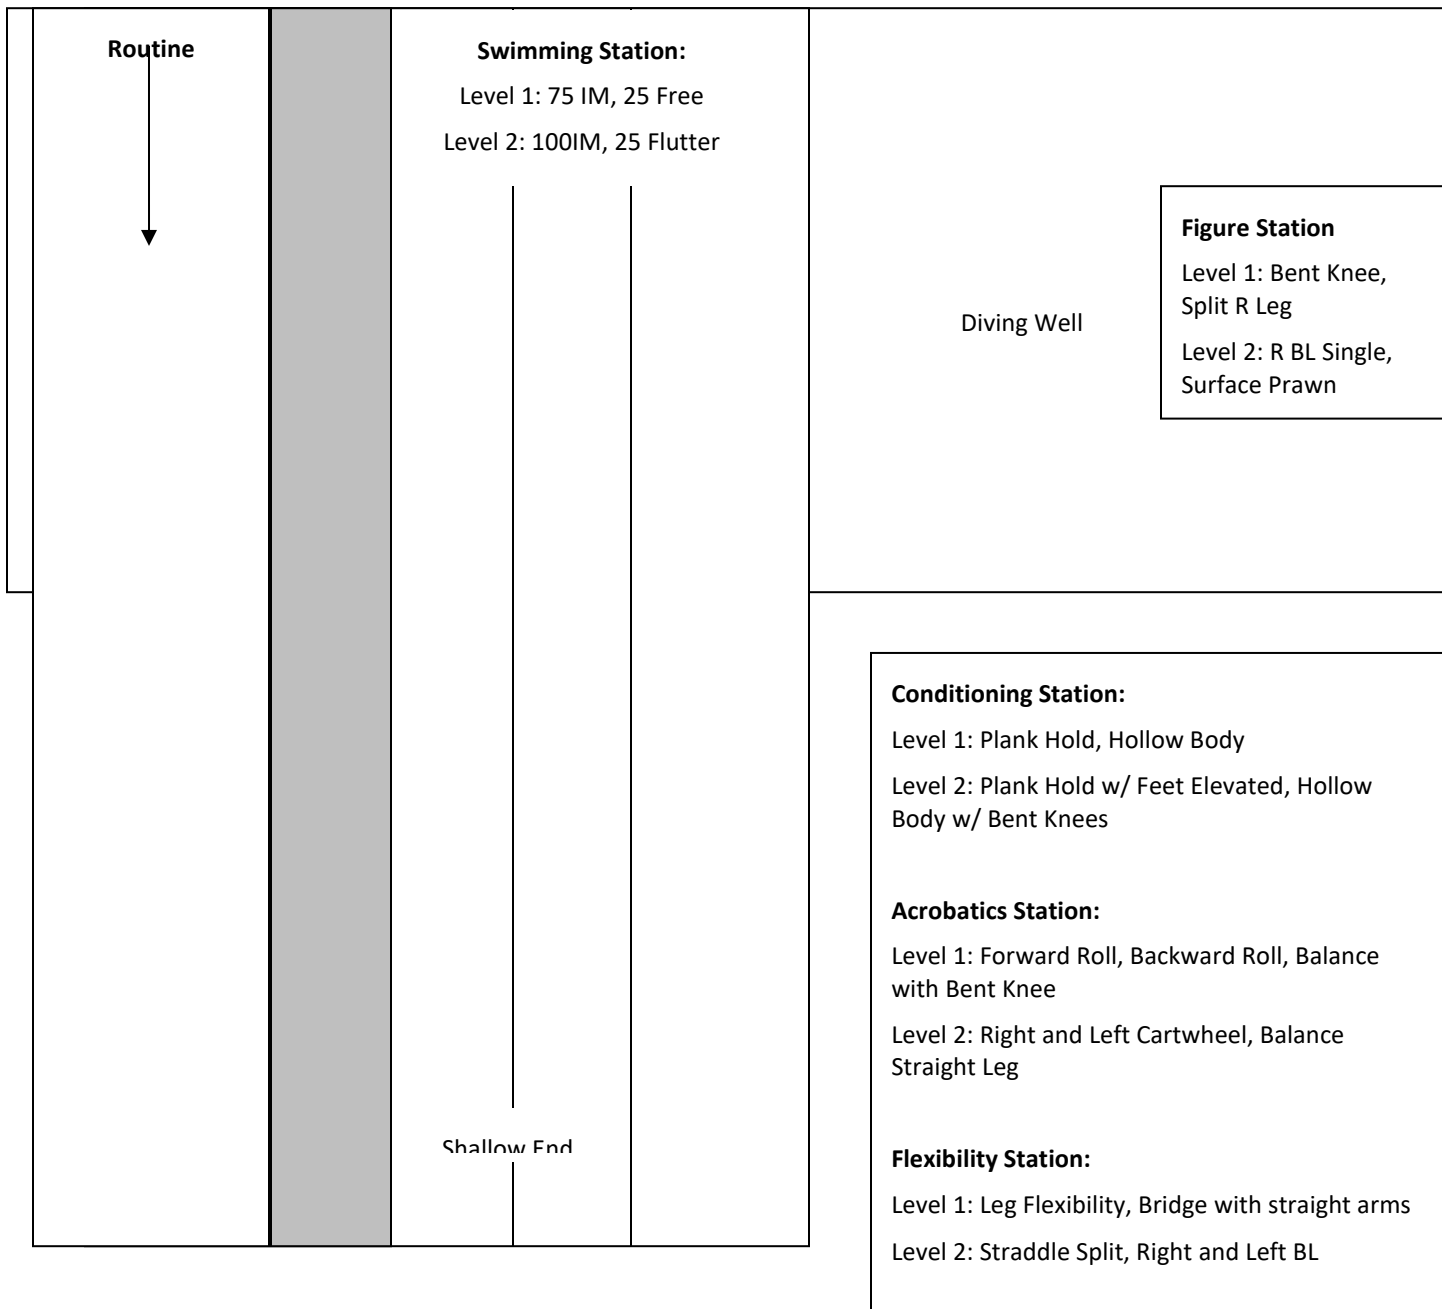 Routine
Swimming Station:
Level 1: 75 IM, 25 Free
Level 2: 100IM, 25 Flutter
Figure Station
Level 1: Bent Knee,
Split R Leg
Level 2: R BL Single,
Surface Prawn
Diving Well
Conditioning Station:
Level 1: Plank Hold, Hollow Body
Level 2: Plank Hold w/ Feet Elevated, Hollow
Body w/ Bent Knees
Acrobatics Station:
Level 1: Forward Roll, Backward Roll, Balance
with Bent Knee
Level 2: Right and Left Cartwheel, Balance
Straight Leg
Shallow End
Flexibility Station:
Level 1: Leg Flexibility, Bridge with straight arms
Level 2: Straddle Split, Right and Left BL